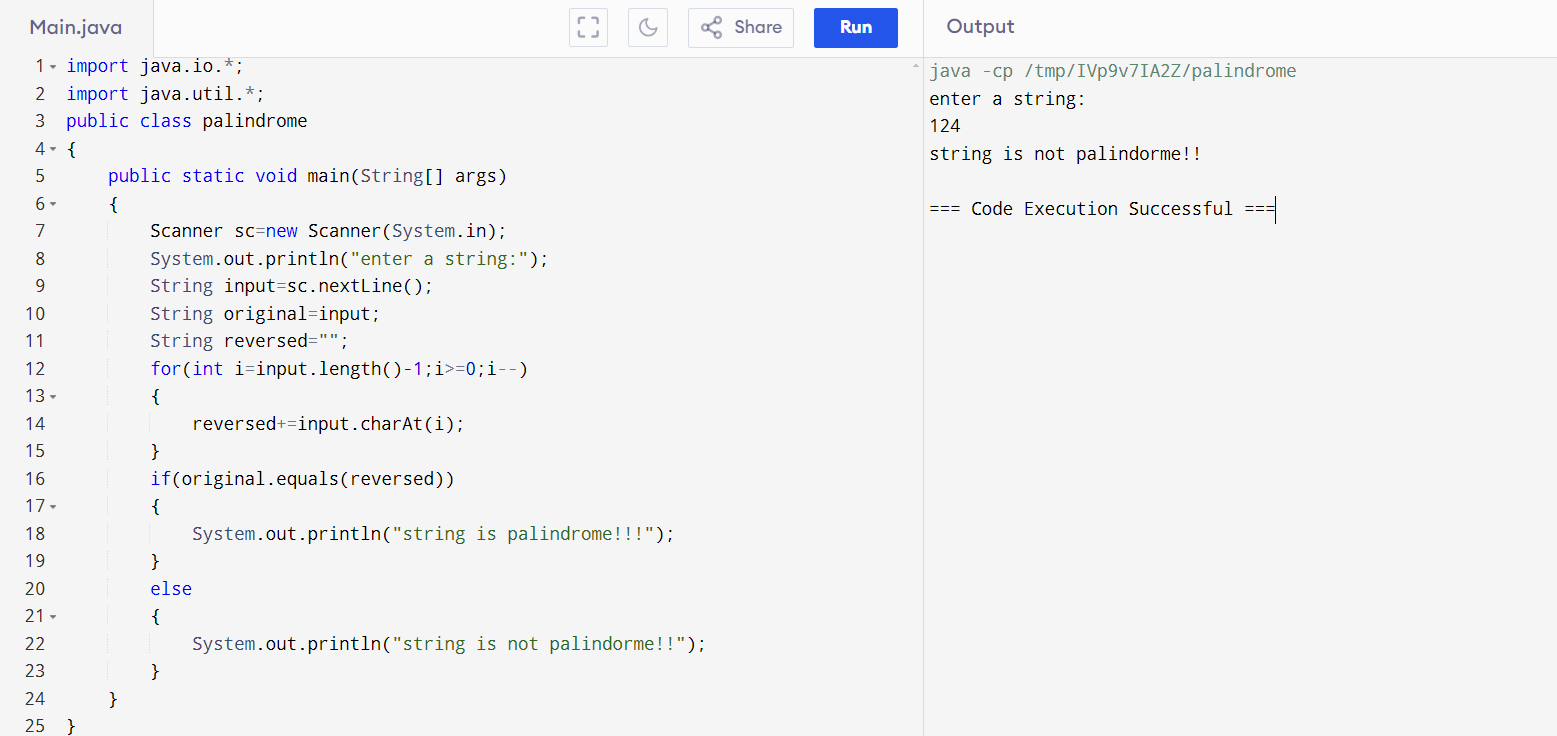 Main.java
Share
Run
Output
1 import java.io.*;
2 import java.util.*;
3 public class palindrome
4 {
5     public static void main(String[] args)
6     {
7         Scanner sc=new Scanner(System.in);
8         System.out.println("enter a string:");
9         String input=sc.nextLine();
10         String original=input;
11         String reversed="";
12         for(int i=input.length()-1;i>=0;i--)
13         {
14             reversed+=input.charAt(i);
15         }
16         if(original.equals(reversed))
17         {
18             System.out.println("string is palindrome!!!");
19         }
20         else
21         {
22             System.out.println("string is not palindorme!!");
23         }
24     }
25 }
java -cp /tmp/IVp9v7IA2Z/palindrome
enter a string:
124
string is not palindorme!!
=== Code Execution Successful ===